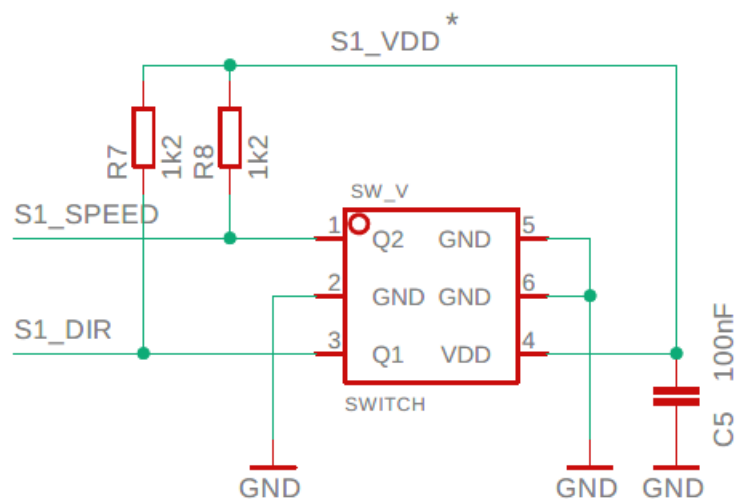 S1_VDD *
R7 1k2 R8 1k2
S1_SPEED
SW_V
1 Q2 GND 5
2 GND GND 6
S1_DIR
3 Q1 VDD 4
SWITCH
100nF
C5
GND GND GND